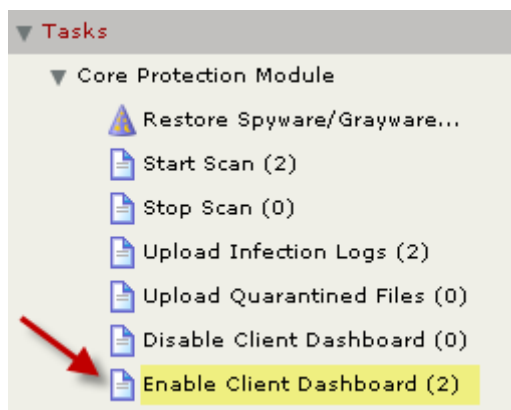 Tasks
Core Protection Module
Restore Spyware/Grayware...
Start Scan (2)
Stop Scan (0)
Upload Infection Logs (2)
Upload Quarantined Files (0)
Disable Client Dashboard (0)
Enable Client Dashboard (2)